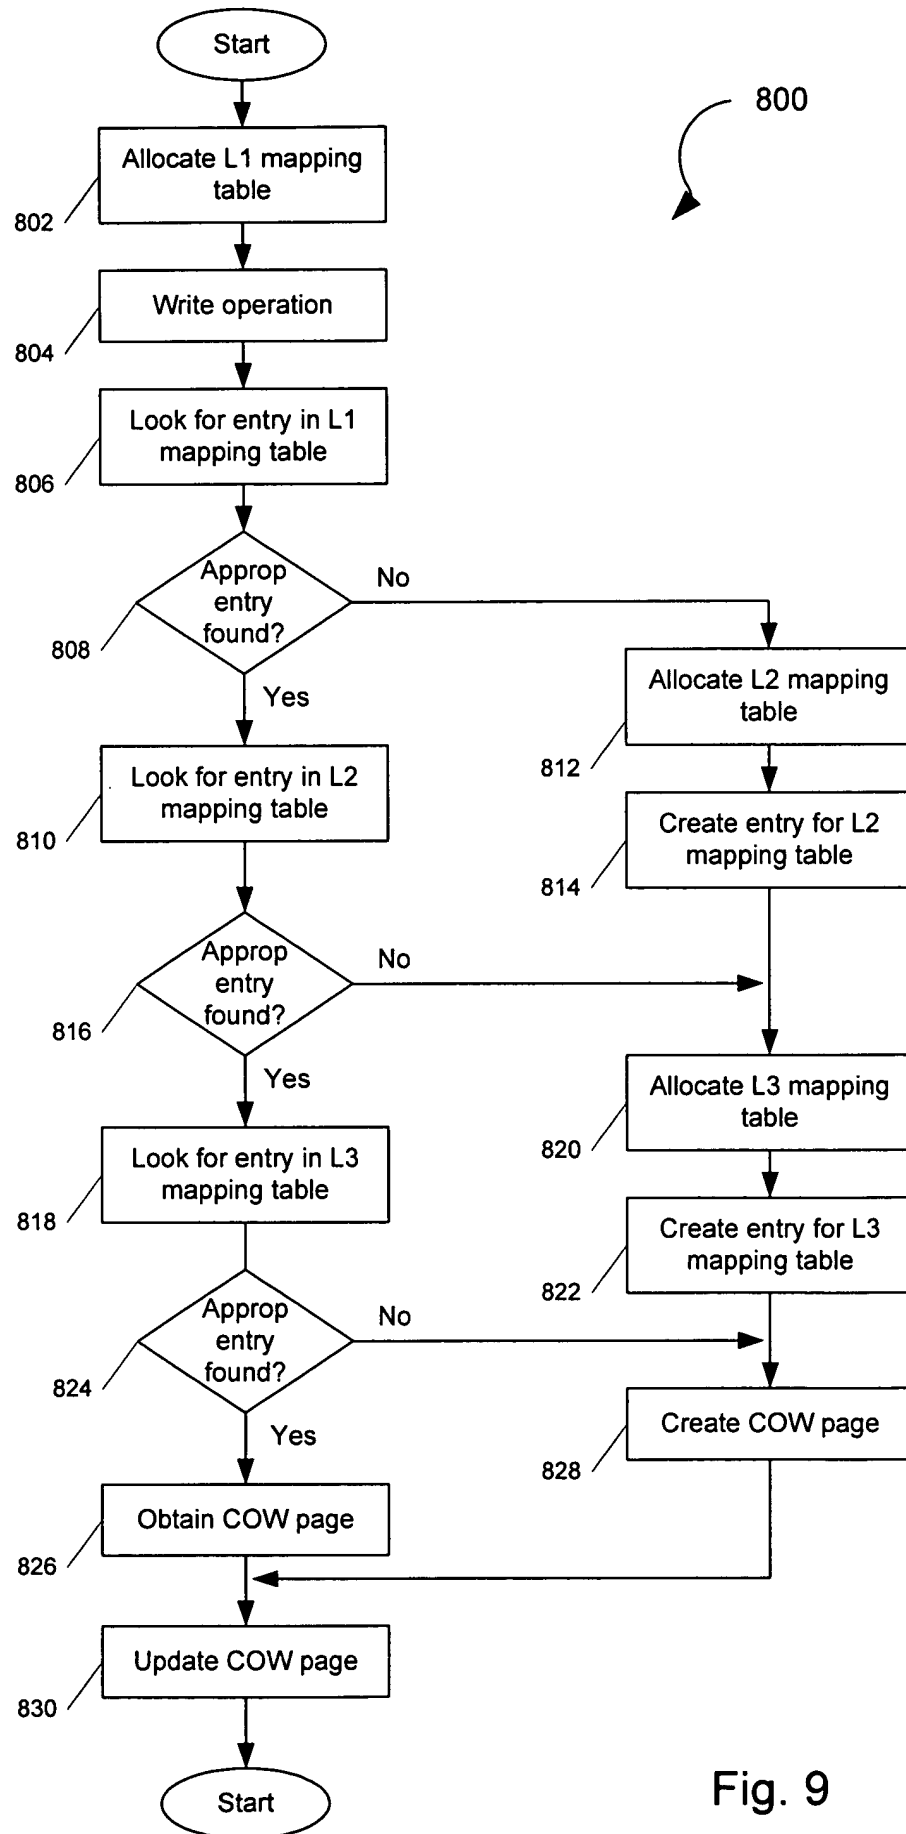 Start
800
Allocate L1 mapping
table
802
Write operation
804
Look for entry in L1
mapping table
806
Approp
entry
found?
No
808
Yes
Allocate L2 mapping
table
812
Look for entry in L2
mapping table
810
Create entry for L2
mapping table
814
Approp
entry
found?
No
816
Yes
Allocate L3 mapping
table
820
Look for entry in L3
mapping table
818
Create entry for L3
mapping table
822
Approp
entry
found?
No
824
Yes
Create COW page
828
Obtain COW page
826
Update COW page
830
Start
Fig. 9